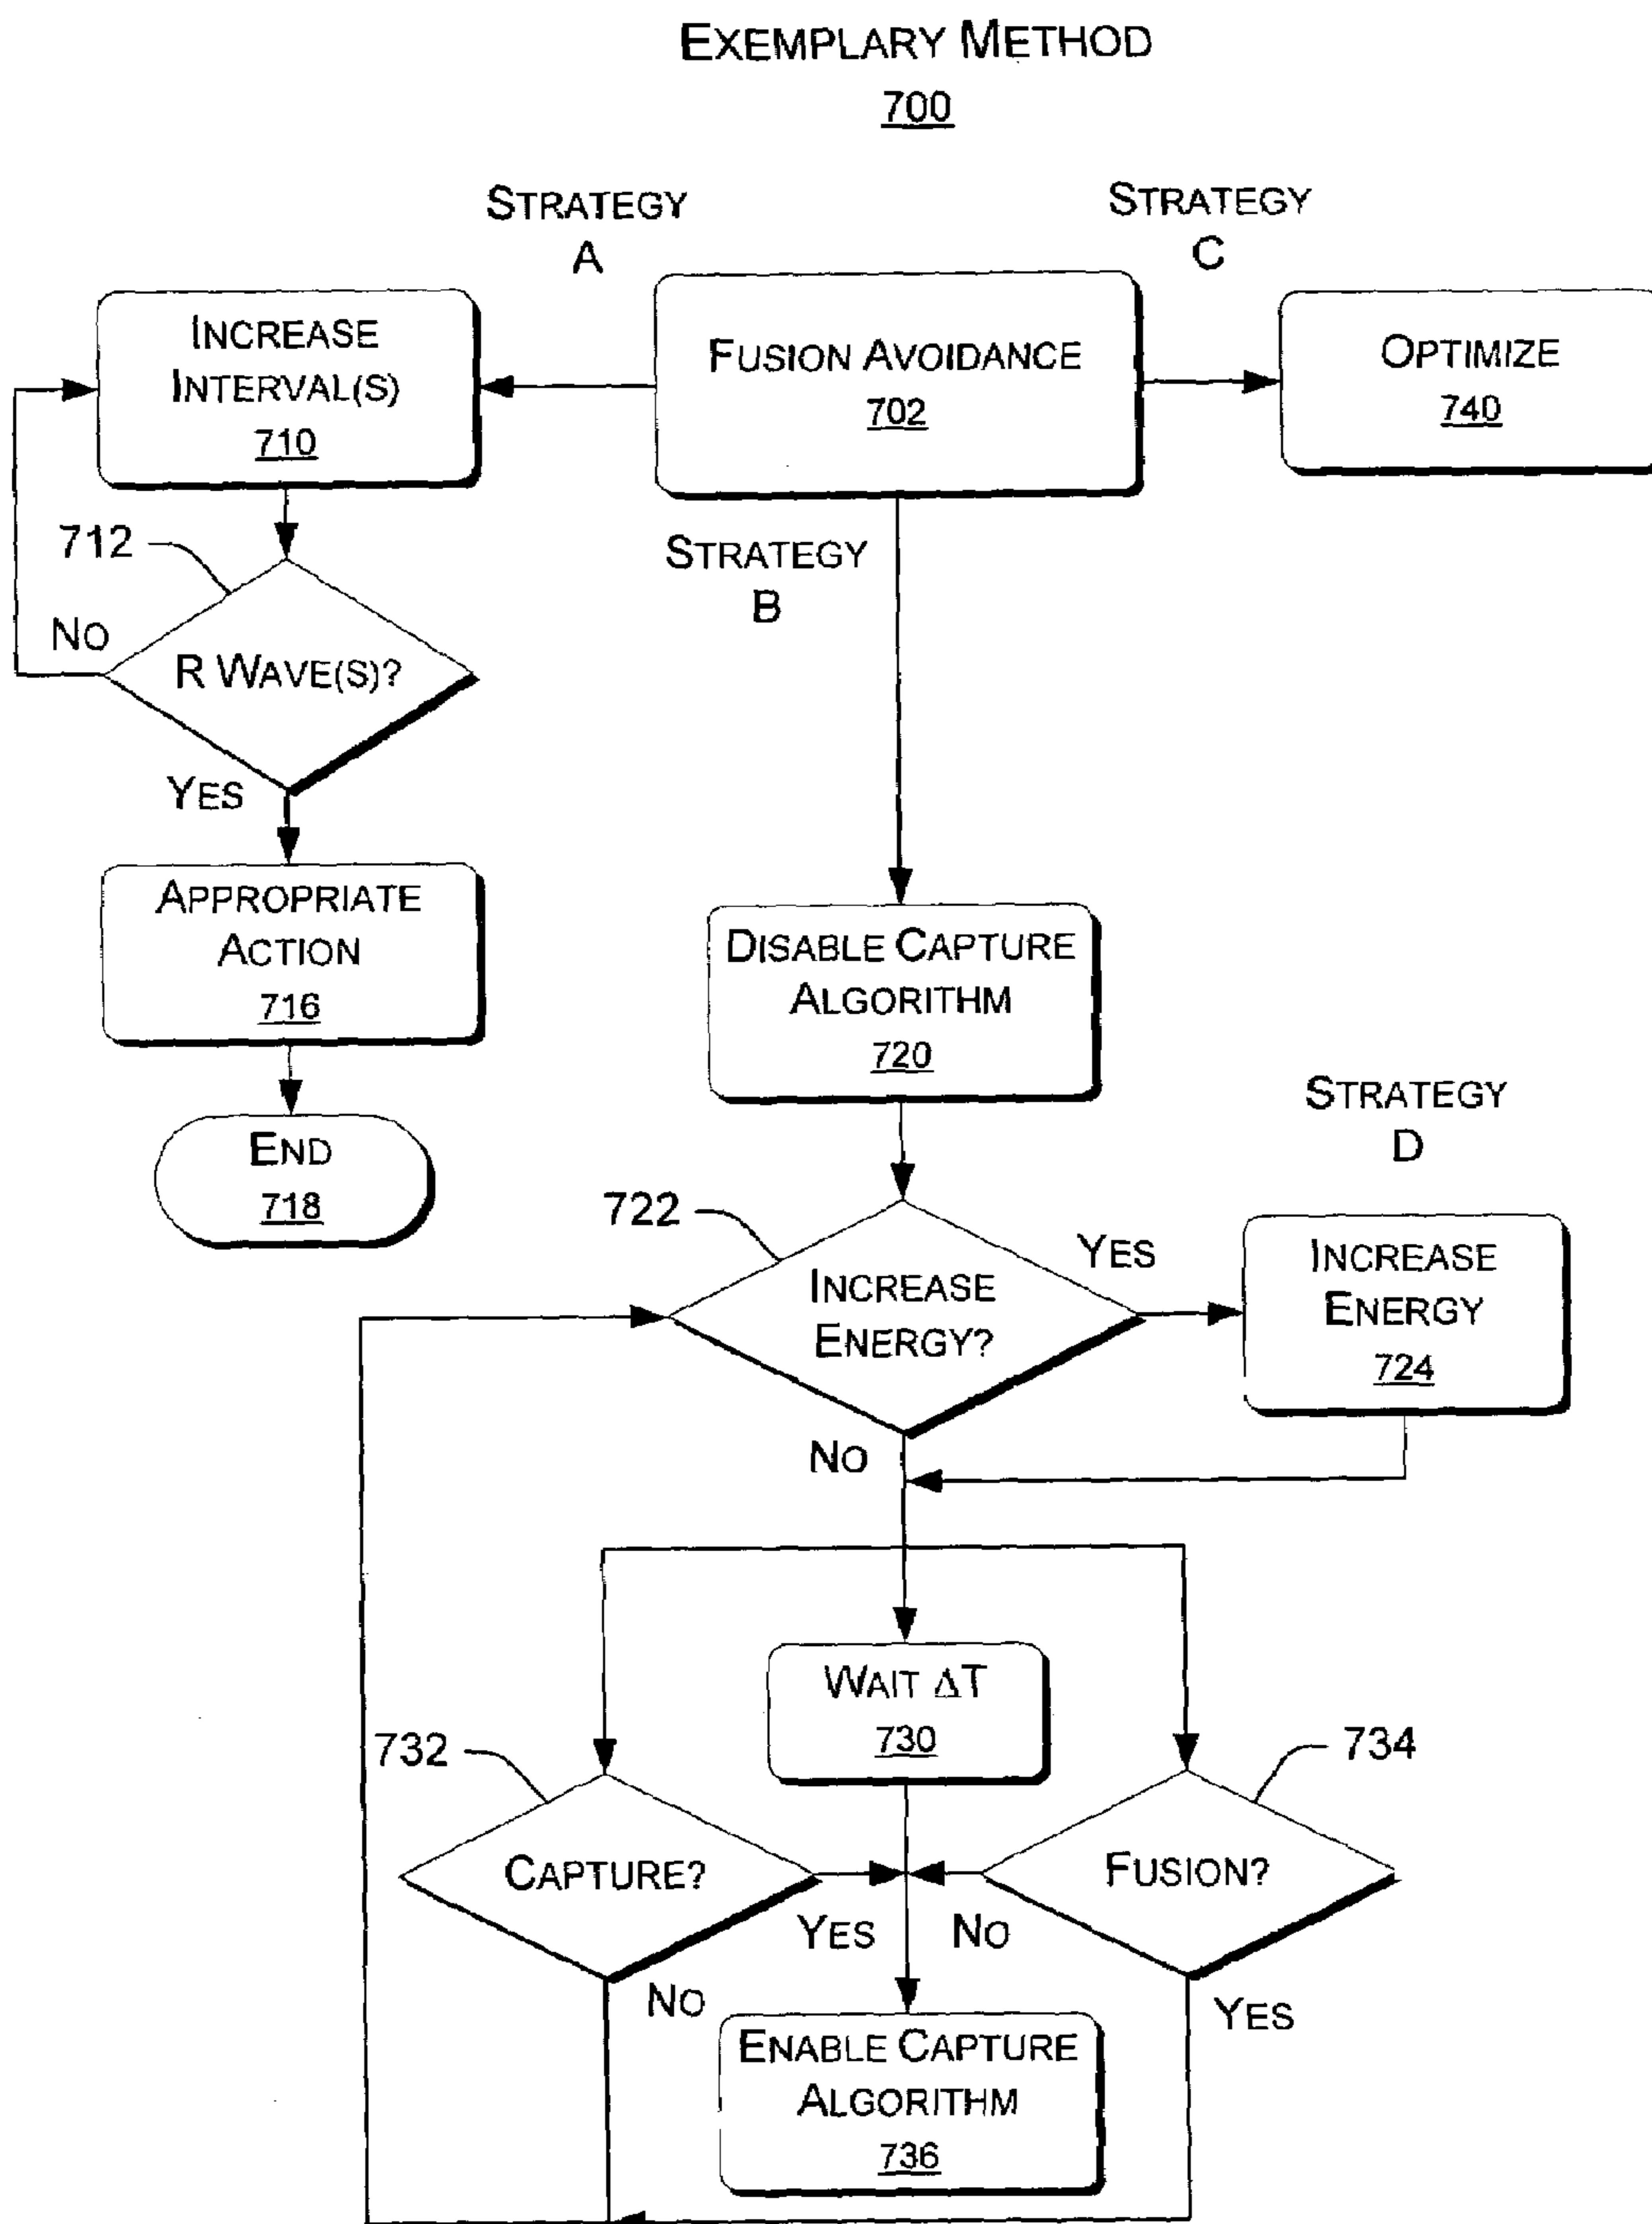 EXEMPLARY METHOD
700
STRATEGY
A
STRATEGY
C
INCREASE
INTERVAL(S)
710
FUSION AVOIDANCE
702
OPTIMIZE
740
712
STRATEGY
B
NO
R WAVE(S)?
YES
APPROPRIATE
ACTION
716
DISABLE CAPTURE
ALGORITHM
720
END
718
STRATEGY
D
722
YES
INCREASE
ENERGY?
INCREASE
ENERGY
724
NO
WAIT ΔT
730
732
734
CAPTURE?
FUSION?
YES
NO
NO
YES
ENABLE CAPTURE
ALGORITHM
736